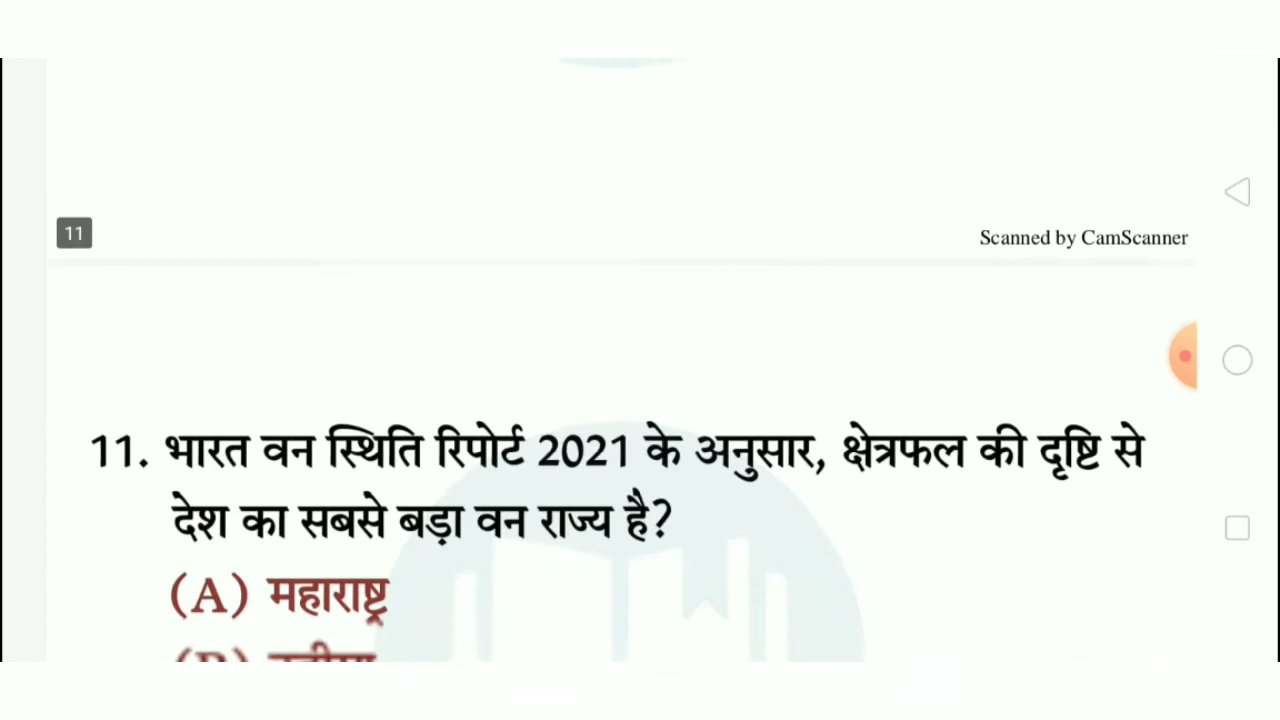 11
Scanned by CamScanner
11. भारत वन स्थिति रिपोर्ट 2021 के अनुसार, क्षेत्रफल की दृष्टि से
देश का सबसे बड़ा वन राज्य है?
(A) महाराष्ट्र